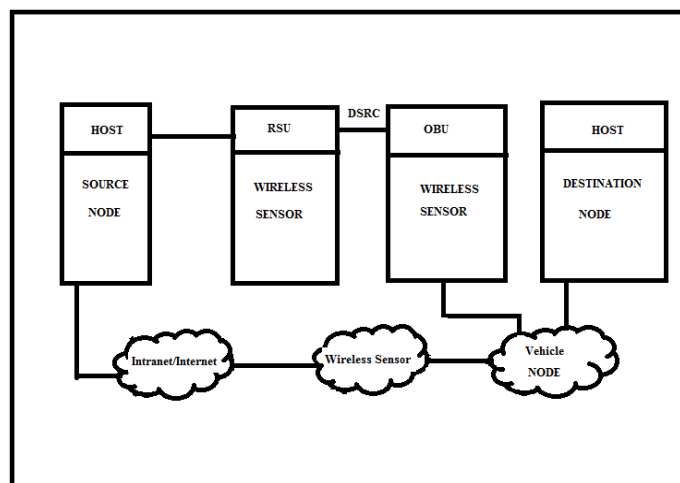 DSRC
HOST
RSU
OBU
HOST
SOURCE
NODE
WIRELESS
SENSOR
WIRELESS
SENSOR
DESTINATION
NODE
Intranet/Internet
Wireless Sensor
Vehicle
NODE